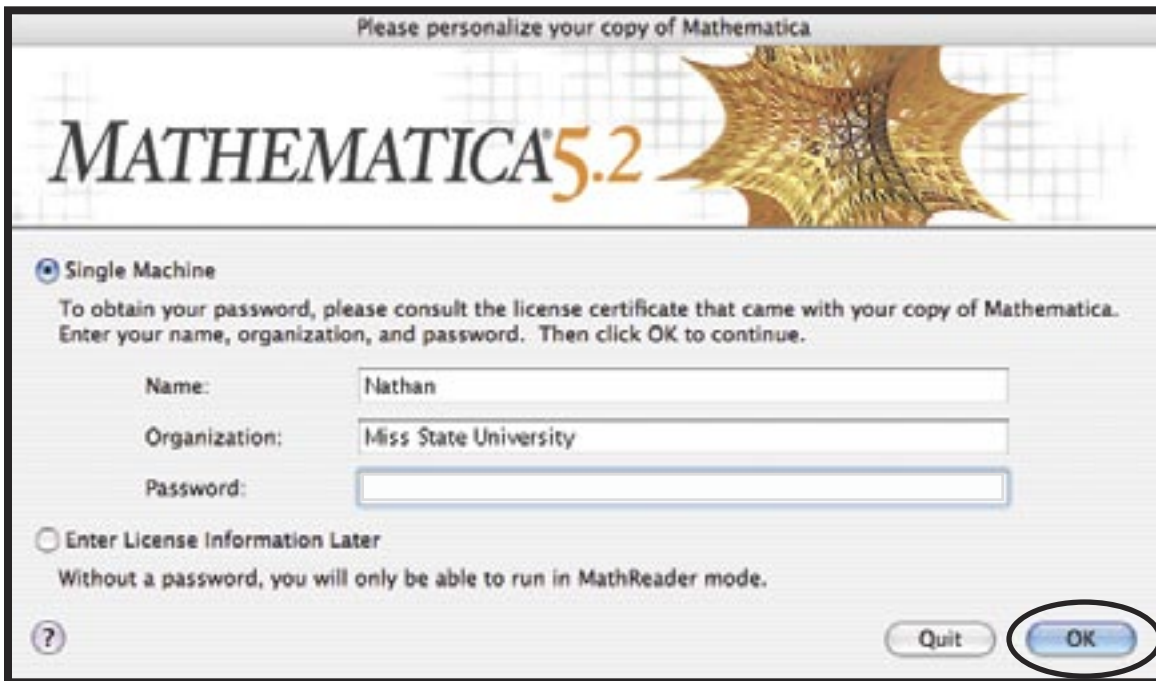 Please personalize your copy of Mathematica
MATHEMATICA® 5.2
Single Machine
To obtain your password, please consult the license certificate that came with your copy of Mathematica.
Enter your name, organization, and password. Then click OK to continue.
Name: Nathan
Organization: Miss State University
Password:
Enter License Information Later
Without a password, you will only be able to run in MathReader mode.
? Quit OK